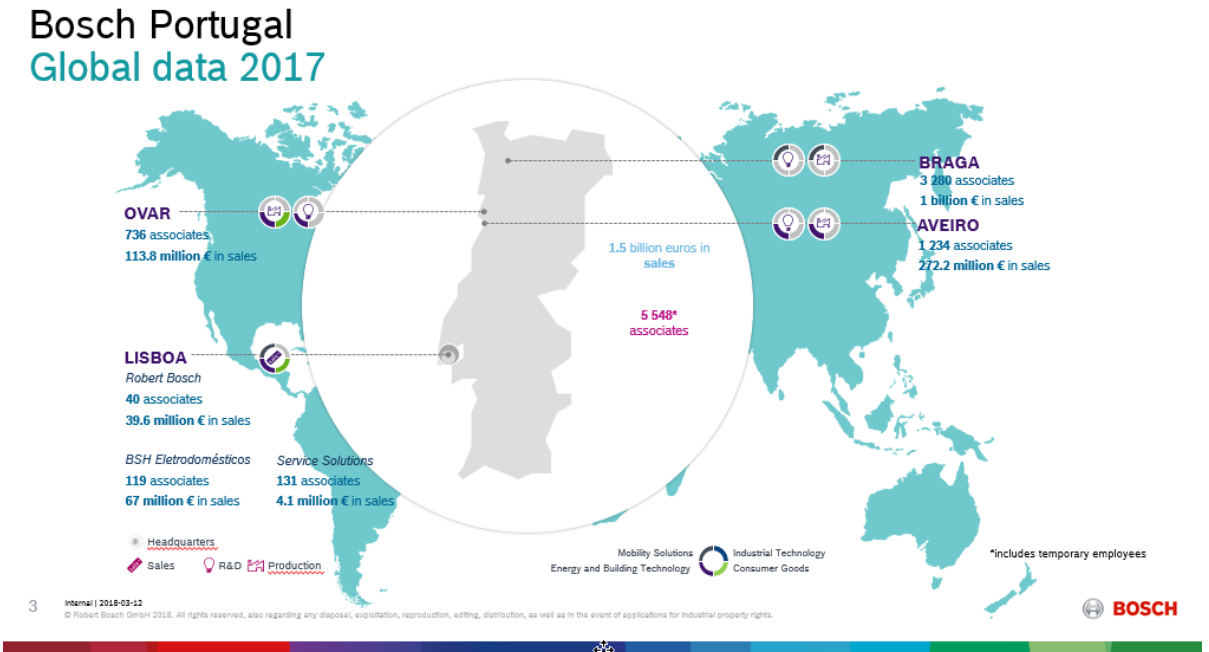 Bosch Portugal
Global data 2017
BRAGA
3 280 associates
1 billion € in sales
OVAR
736 associates
113.8 million € in sales
AVEIRO
1 234 associates
272.2 million € in sales
1.5 billion euros in
sales
5 548*
associates
LISBOA
Robert Bosch
40 associates
39.6 million € in sales
BSH Eletrodomésticos
119 associates
67 million € in sales
Service Solutions
131 associates
4.1 million € in sales
Headquarters
Sales
R&D
Production
Mobility Solutions
Industrial Technology
Energy and Building Technology
Consumer Goods
*includes temporary employees
3
Internal | 2018-03-12
© Robert Bosch GmbH 2018. All rights reserved, also regarding any disposal, exploitation, reproduction, editing, distribution, as well as in the event of applications for industrial property rights.
BOSCH